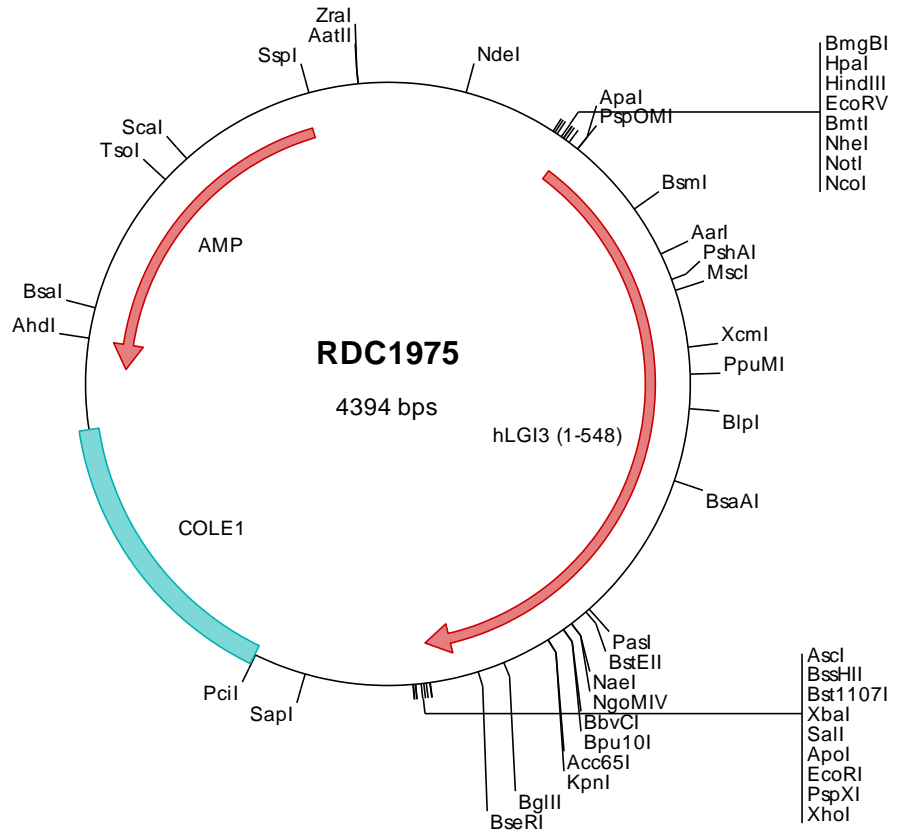 ZraI
AatII
SspI
NdeI
BmgBI
HpaI
HindIII
EcoRV
BmtI
NheI
NotI
NcoI
ApaI
PspOMI
ScaI
TsoI
BsmI
AMP
AarI
PshAI
MscI
BsaI
AhdI
XcmI
PpuMI
BlpI
RDC1975
4394 bps
hLGI3 (1-548)
BsaAI
COLE1
PasI
BstEII
NaeI
NgoMIV
BbvCI
Bpu10I
Acc65I
KpnI
BglII
BseRI
PciI
SapI
AscI
BssHII
Bst1107I
XbaI
SalI
ApoI
EcoRI
PspXI
XhoI